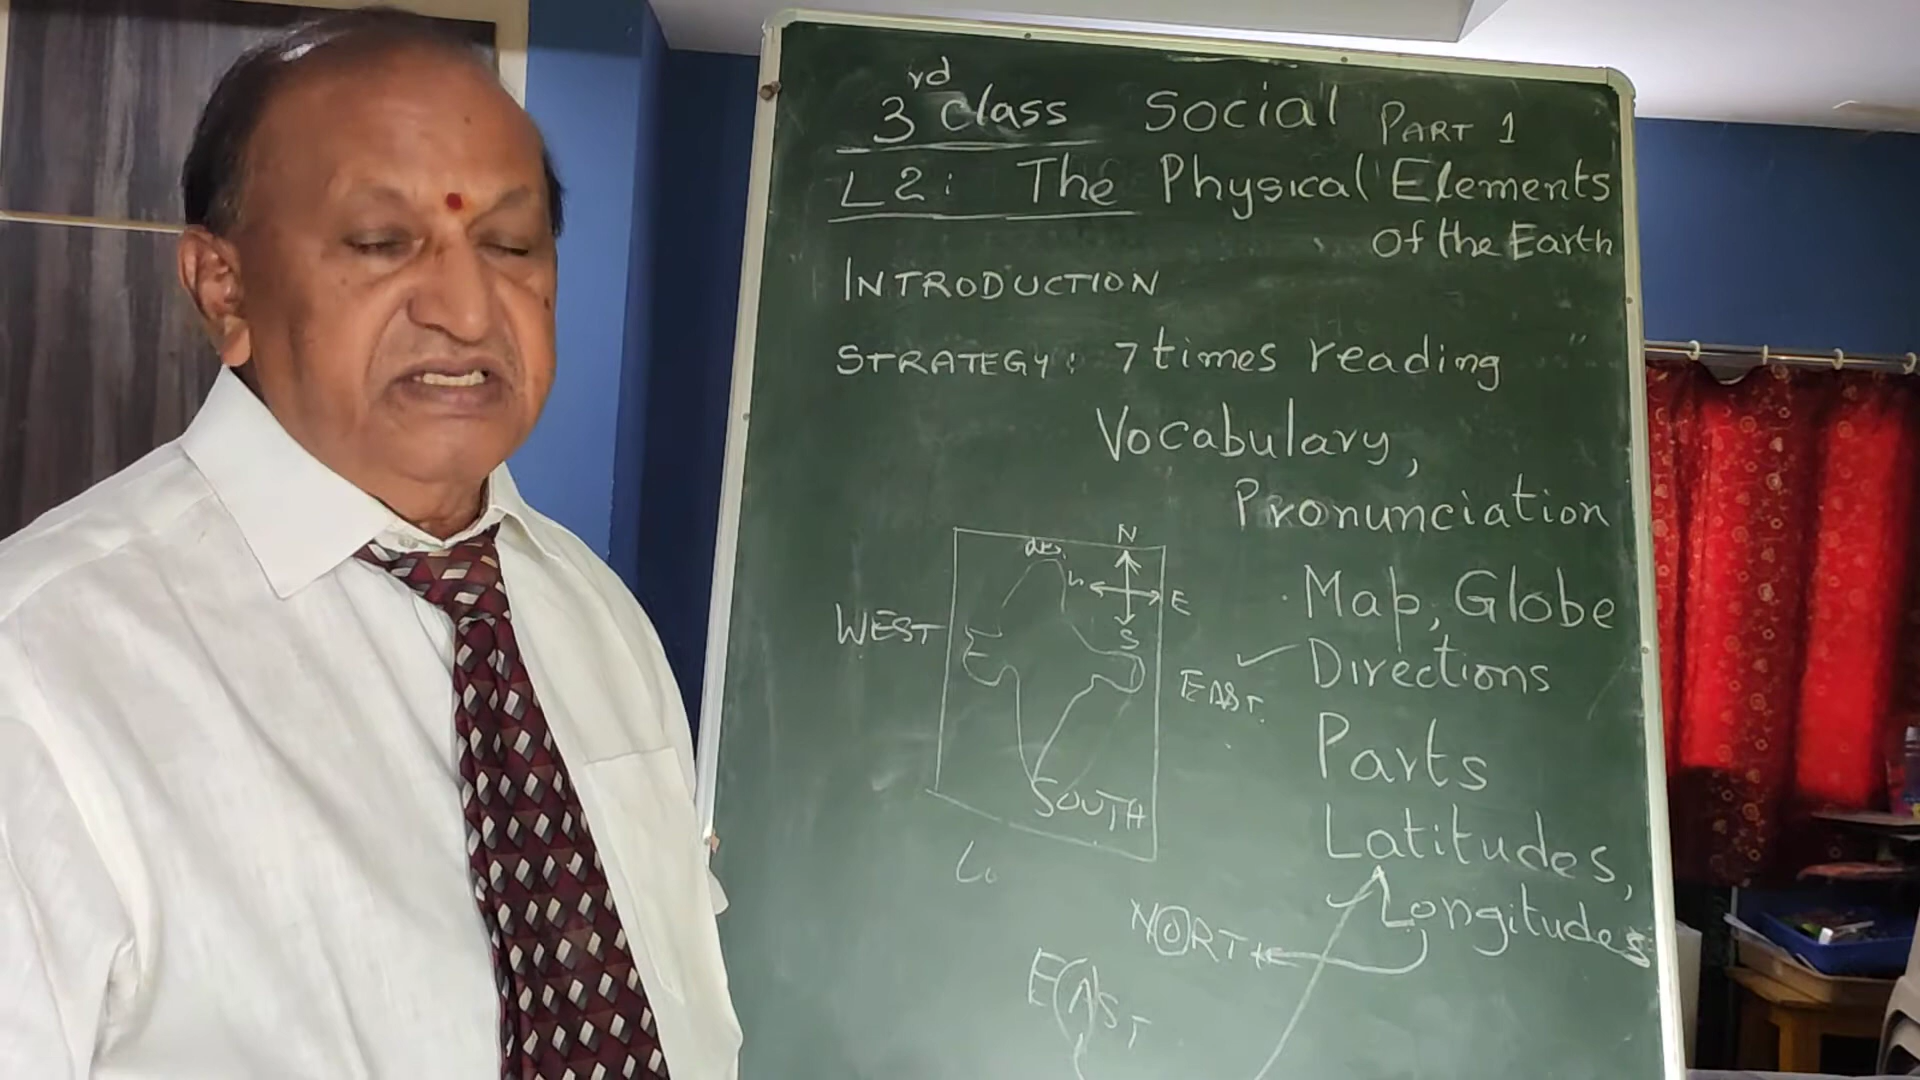 3rd class Social PART 1
L2: The Physical Elements
Of the Earth
INTRODUCTION
STRATEGY: 7 times reading
Vocabulary,
Pronunciation
Map, Globe
Directions
Parts
Latitudes,
Longitudes
N
E
S
WEST
EAST
SOUTH
NORTH
EAST